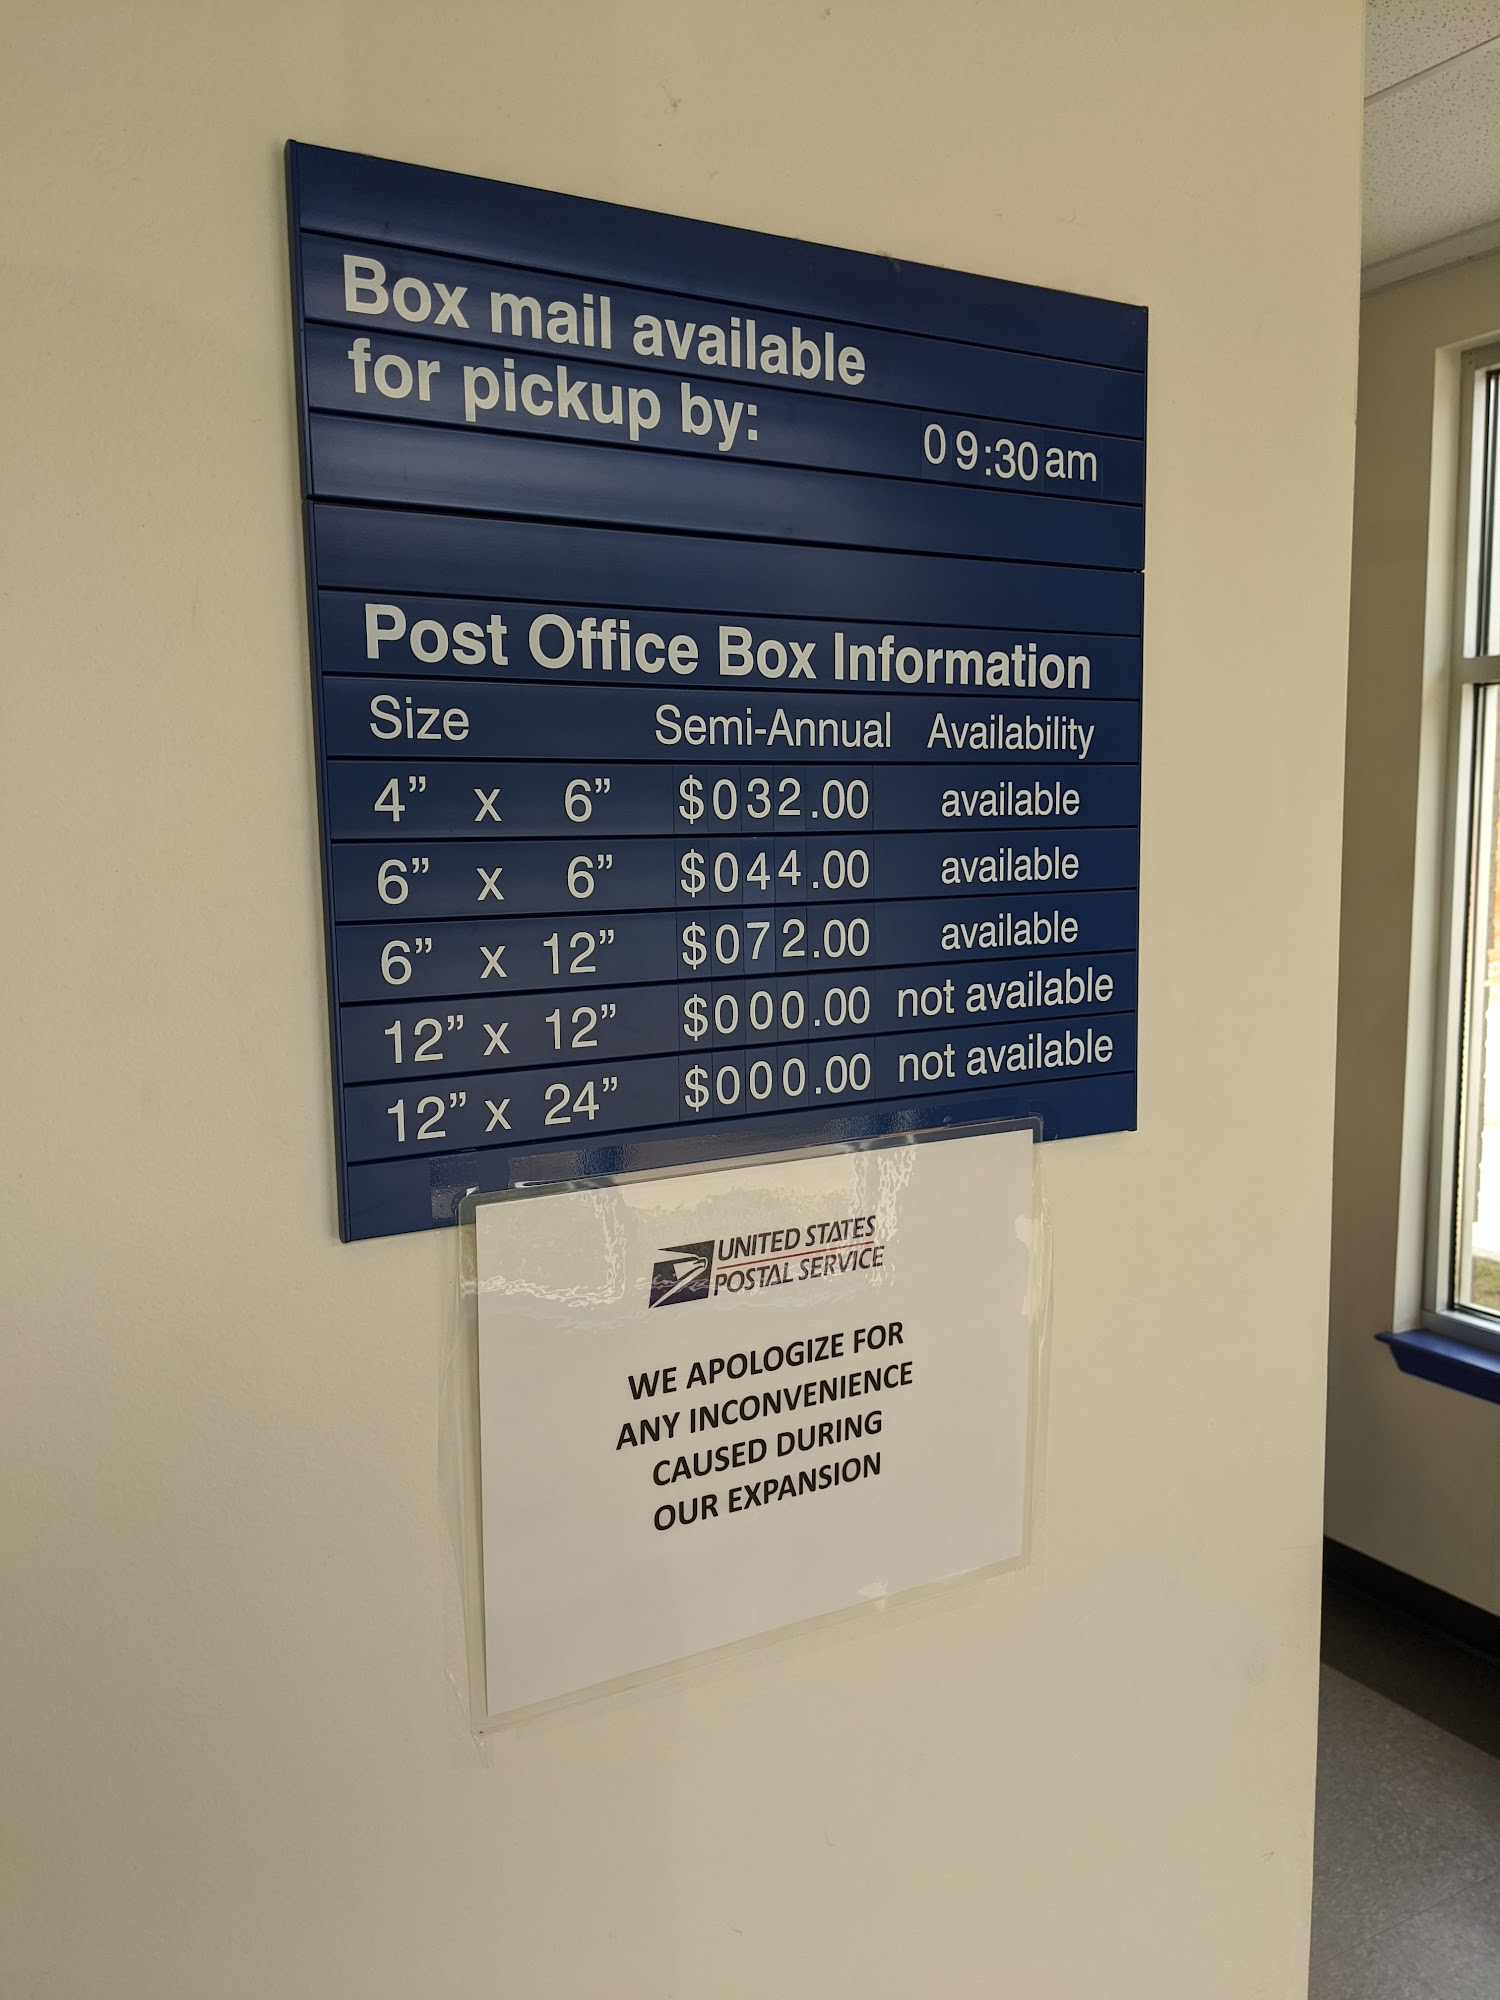 Box mail available
for pickup by:
09:30am
Post Office Box Information
Size Semi-Annual Availability
4” x 6” $032.00 available
6” x 6” $044.00 available
6” x 12” $072.00 available
12” x 12” $000.00 not available
12” x 24” $000.00 not available
UNITED STATES
POSTAL SERVICE
WE APOLOGIZE FOR
ANY INCONVENIENCE
CAUSED DURING
OUR EXPANSION